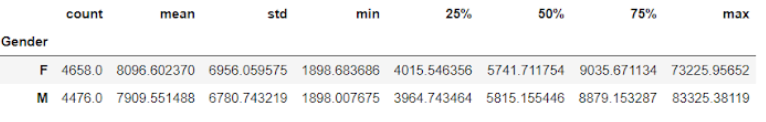 count mean std min 25% 50% 75% max
Gender
F 4658.0 8096.602370 6956.059575 1898.683686 4015.546356 5741.711754 9035.671134 73225.95652
M 4476.0 7909.551488 6780.743219 1898.007675 3964.743464 5815.155446 8879.153287 83325.38119